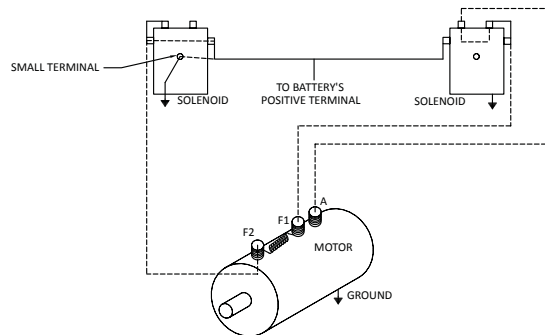 SMALL TERMINAL
SOLENOID
TO BATTERY'S
POSITIVE TERMINAL
SOLENOID
A
F1
F2
MOTOR
GROUND